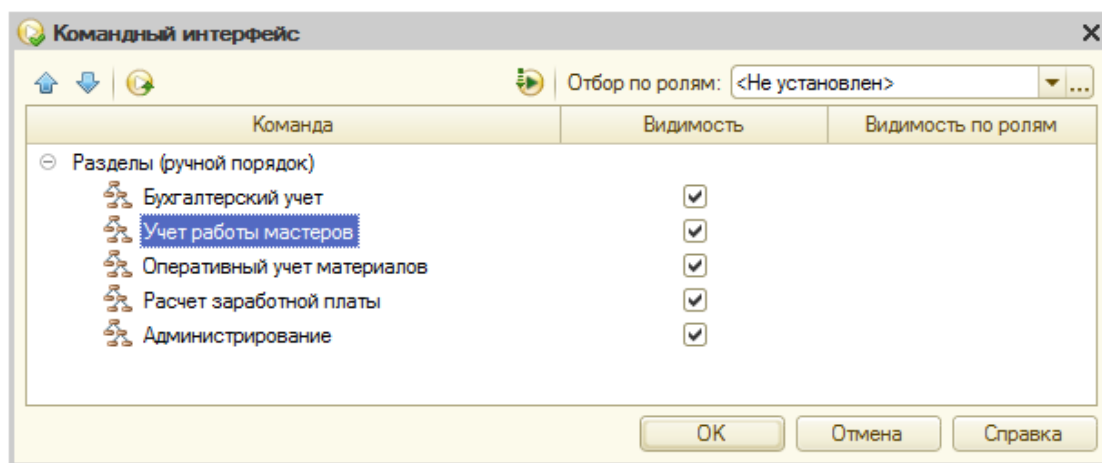 Командный интерфейс
Отбор по ролям: <Не установлен>
Команда Видимость Видимость по ролям
Разделы (ручной порядок)
Бухгалтерский учет
Учет работы мастеров
Оперативный учет материалов
Расчет заработной платы
Администрирование
OK Отмена Справка